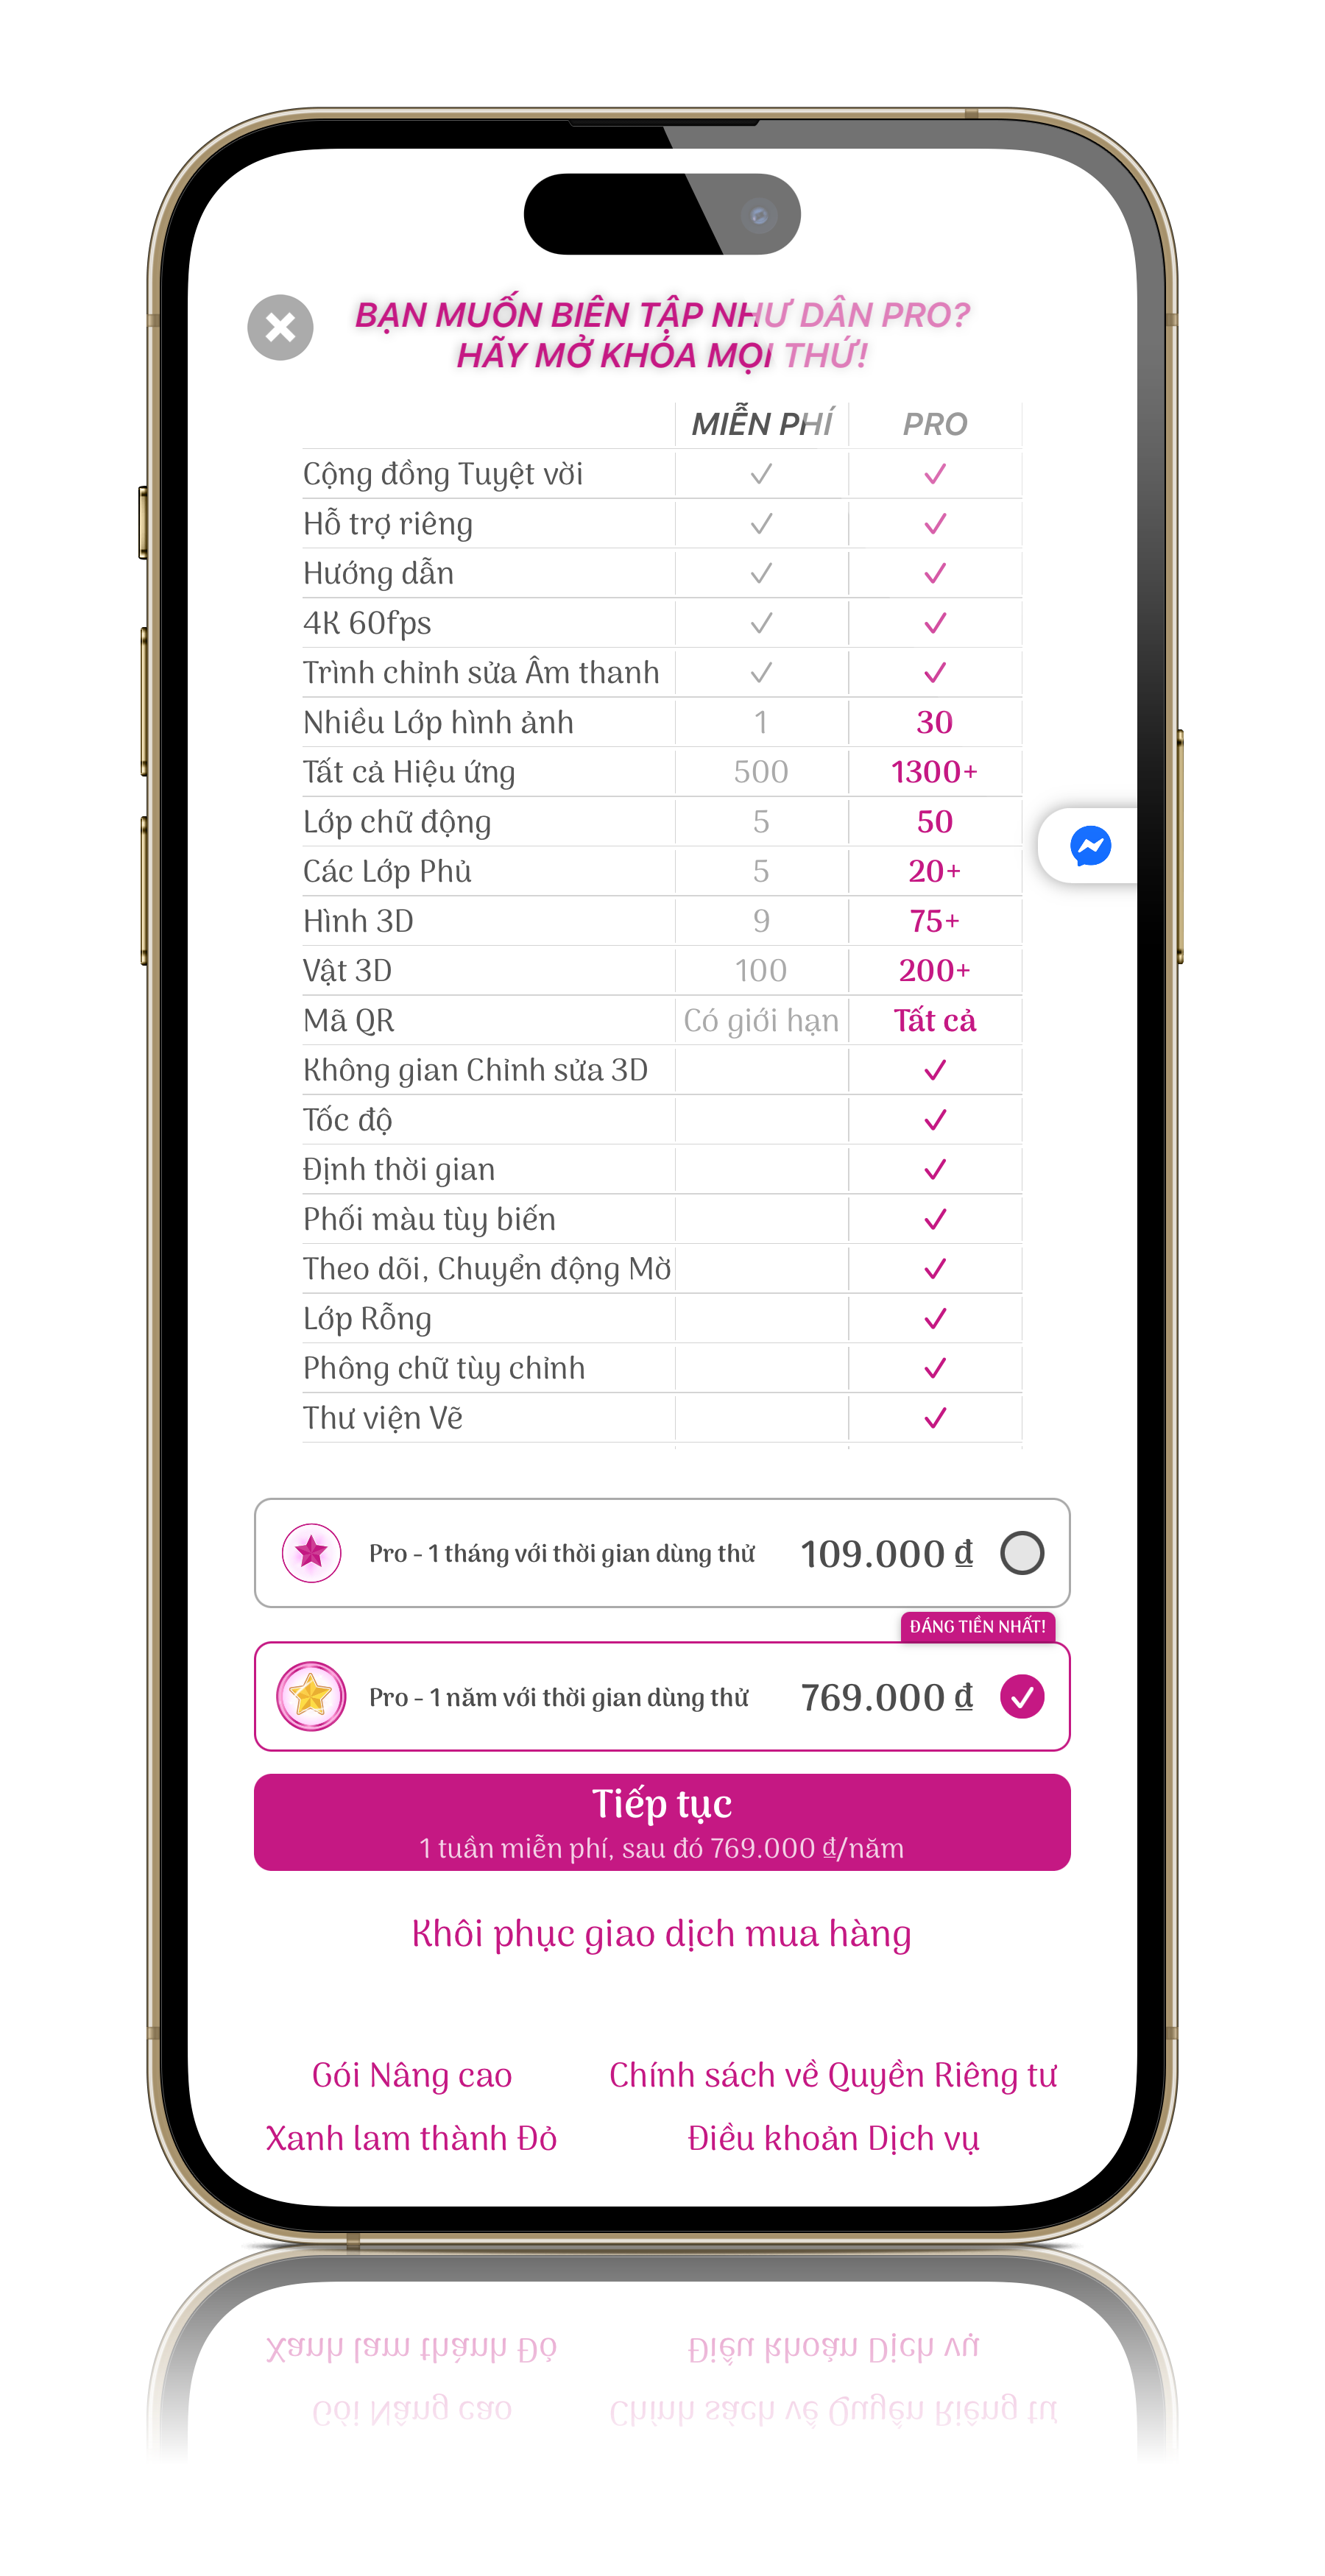 BẠN MUỐN BIÊN TẬP NHƯ DÂN PRO?
HÃY MỞ KHÓA MỌI THỨ!
MIỄN PHÍ PRO
Cộng đồng Tuyệt vời
Hỗ trợ riêng
Hướng dẫn
4K 60fps
Trình chỉnh sửa Âm thanh
Nhiều Lớp hình ảnh 1 30
Tất cả Hiệu ứng 500 1300+
Lớp chữ động 5 50
Các Lớp Phủ 5 20+
Hình 3D 9 75+
Vật 3D 100 200+
Mã QR Có giới hạn Tất cả
Không gian Chỉnh sửa 3D
Tốc độ
Định thời gian
Phối màu tùy biến
Theo dõi, Chuyển động Mờ
Lớp Rỗng
Phông chữ tùy chỉnh
Thư viện Vẽ
Pro - 1 tháng với thời gian dùng thử 109.000 ₫
ĐÁNG TIỀN NHẤT!
Pro - 1 năm với thời gian dùng thử 769.000 ₫
Tiếp tục
1 tuần miễn phí, sau đó 769.000 ₫/năm
Khôi phục giao dịch mua hàng
Gói Nâng cao Chính sách về Quyền Riêng tư
Xanh lam thành Đỏ Điều khoản Dịch vụ